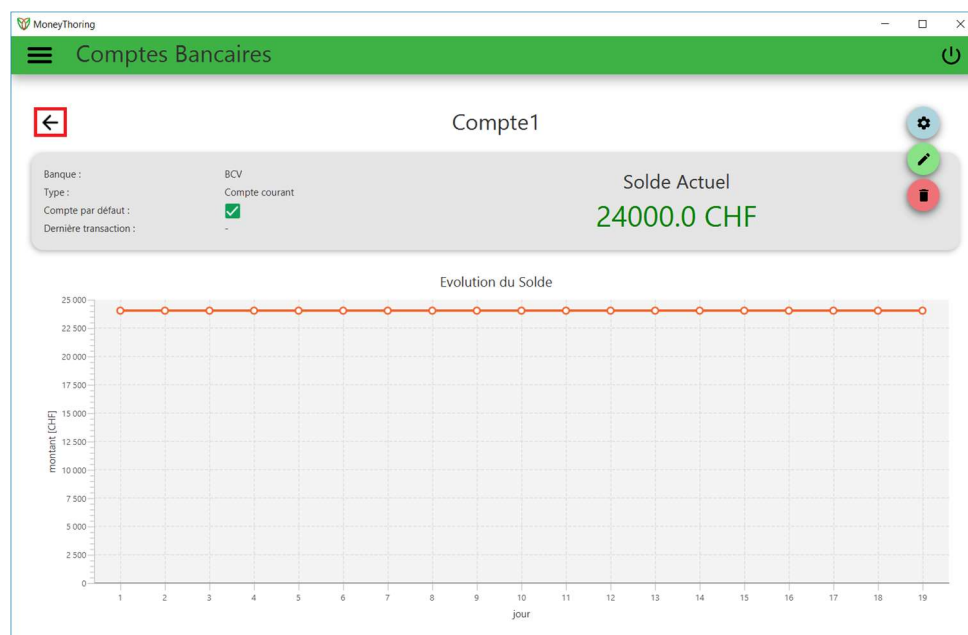 MoneyThoring
Comptes Bancaires
Compte1
Banque : BCV
Type : Compte courant
Compte par défaut :
Dernière transaction : -
Solde Actuel
24000.0 CHF
Evolution du Solde
25 000
22 500
20 000
17 500
15 000
12 500
10 000
7 500
5 000
2 500
0
montant [CHF]
1 2 3 4 5 6 7 8 9 10 11 12 13 14 15 16 17 18 19
jour